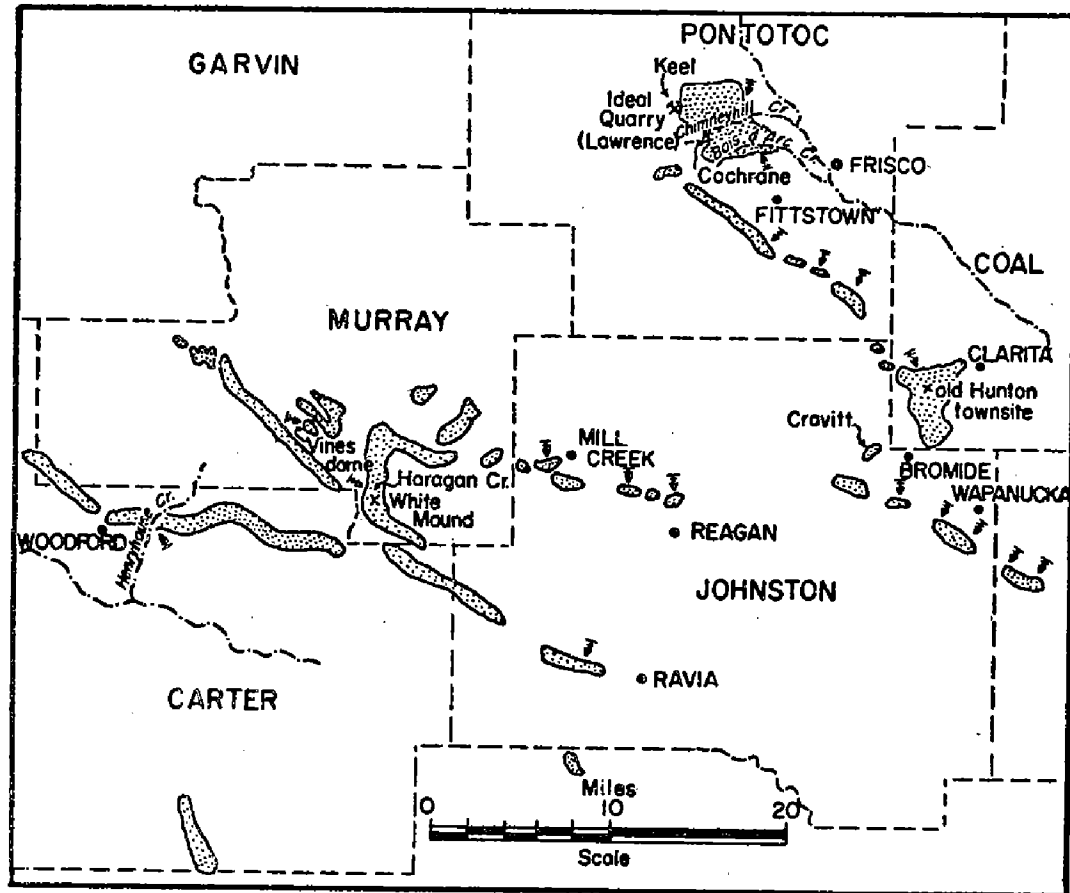 GARVIN
PONTOTOC
Keel
Ideal
Quarry
(Lawrence)
Chimneyhill
Cr.
Bois d'Arc Cr.
Cochrane
FRISCO
FITTSTOWN
COAL
MURRAY
CLARITA
old Hunton
townsite
Cravitt
Vines
dome
MILL
CREEK
Haragan Cr.
White
Mound
BROMIDE
WAPANUCKA
Cr.
WOODFORD
Henryhouse
REAGAN
JOHNSTON
RAVIA
CARTER
Miles
0 10 20
Scale